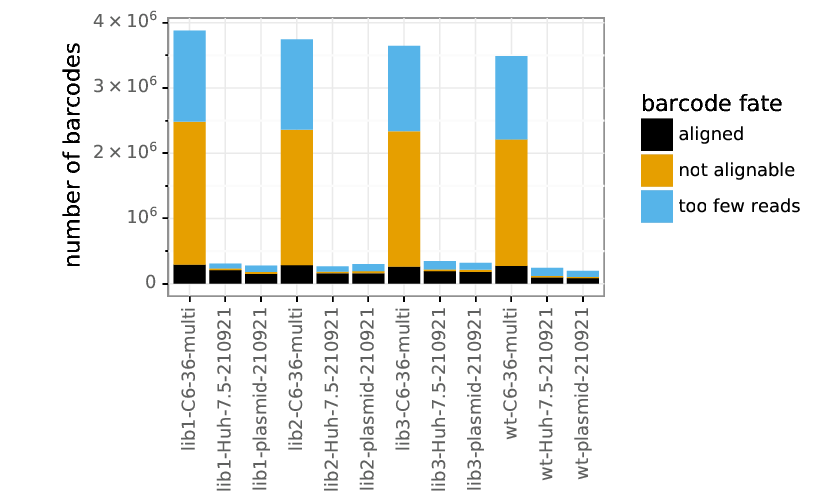 number of barcodes
4 × 10⁶
3 × 10⁶
2 × 10⁶
10⁶
0
lib1-C6-36-multi
lib1-Huh-7.5-210921
lib1-plasmid-210921
lib2-C6-36-multi
lib2-Huh-7.5-210921
lib2-plasmid-210921
lib3-C6-36-multi
lib3-Huh-7.5-210921
lib3-plasmid-210921
wt-C6-36-multi
wt-Huh-7.5-210921
wt-plasmid-210921
barcode fate
aligned
not alignable
too few reads